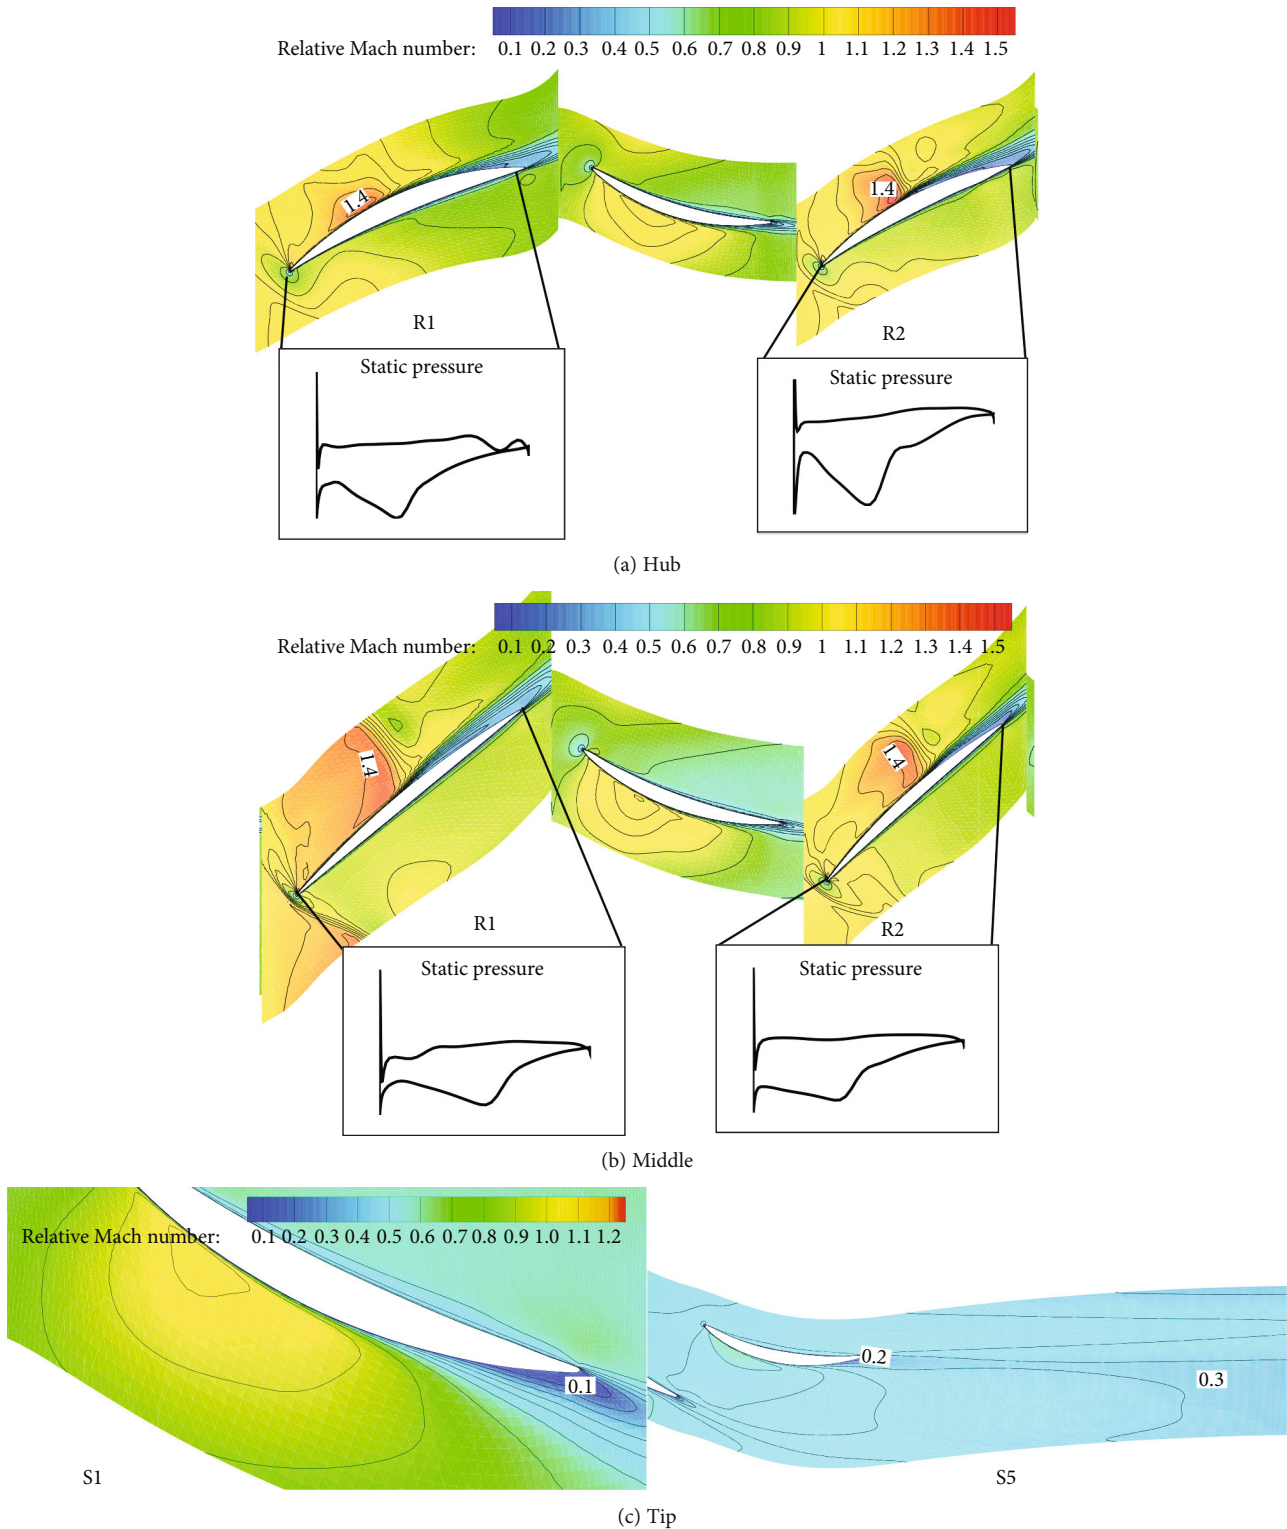 Relative Mach number: 0.1 0.2 0.3 0.4 0.5 0.6 0.7 0.8 0.9 1 1.1 1.2 1.3 1.4 1.5
1.4
1.4
R1
R2
Static pressure
Static pressure
(a) Hub
Relative Mach number: 0.1 0.2 0.3 0.4 0.5 0.6 0.7 0.8 0.9 1 1.1 1.2 1.3 1.4 1.5
1.4
1.4
R1
R2
Static pressure
Static pressure
(b) Middle
Relative Mach number: 0.1 0.2 0.3 0.4 0.5 0.6 0.7 0.8 0.9 1.0 1.1 1.2
0.2
0.1
0.3
S1
S5
(c) Tip